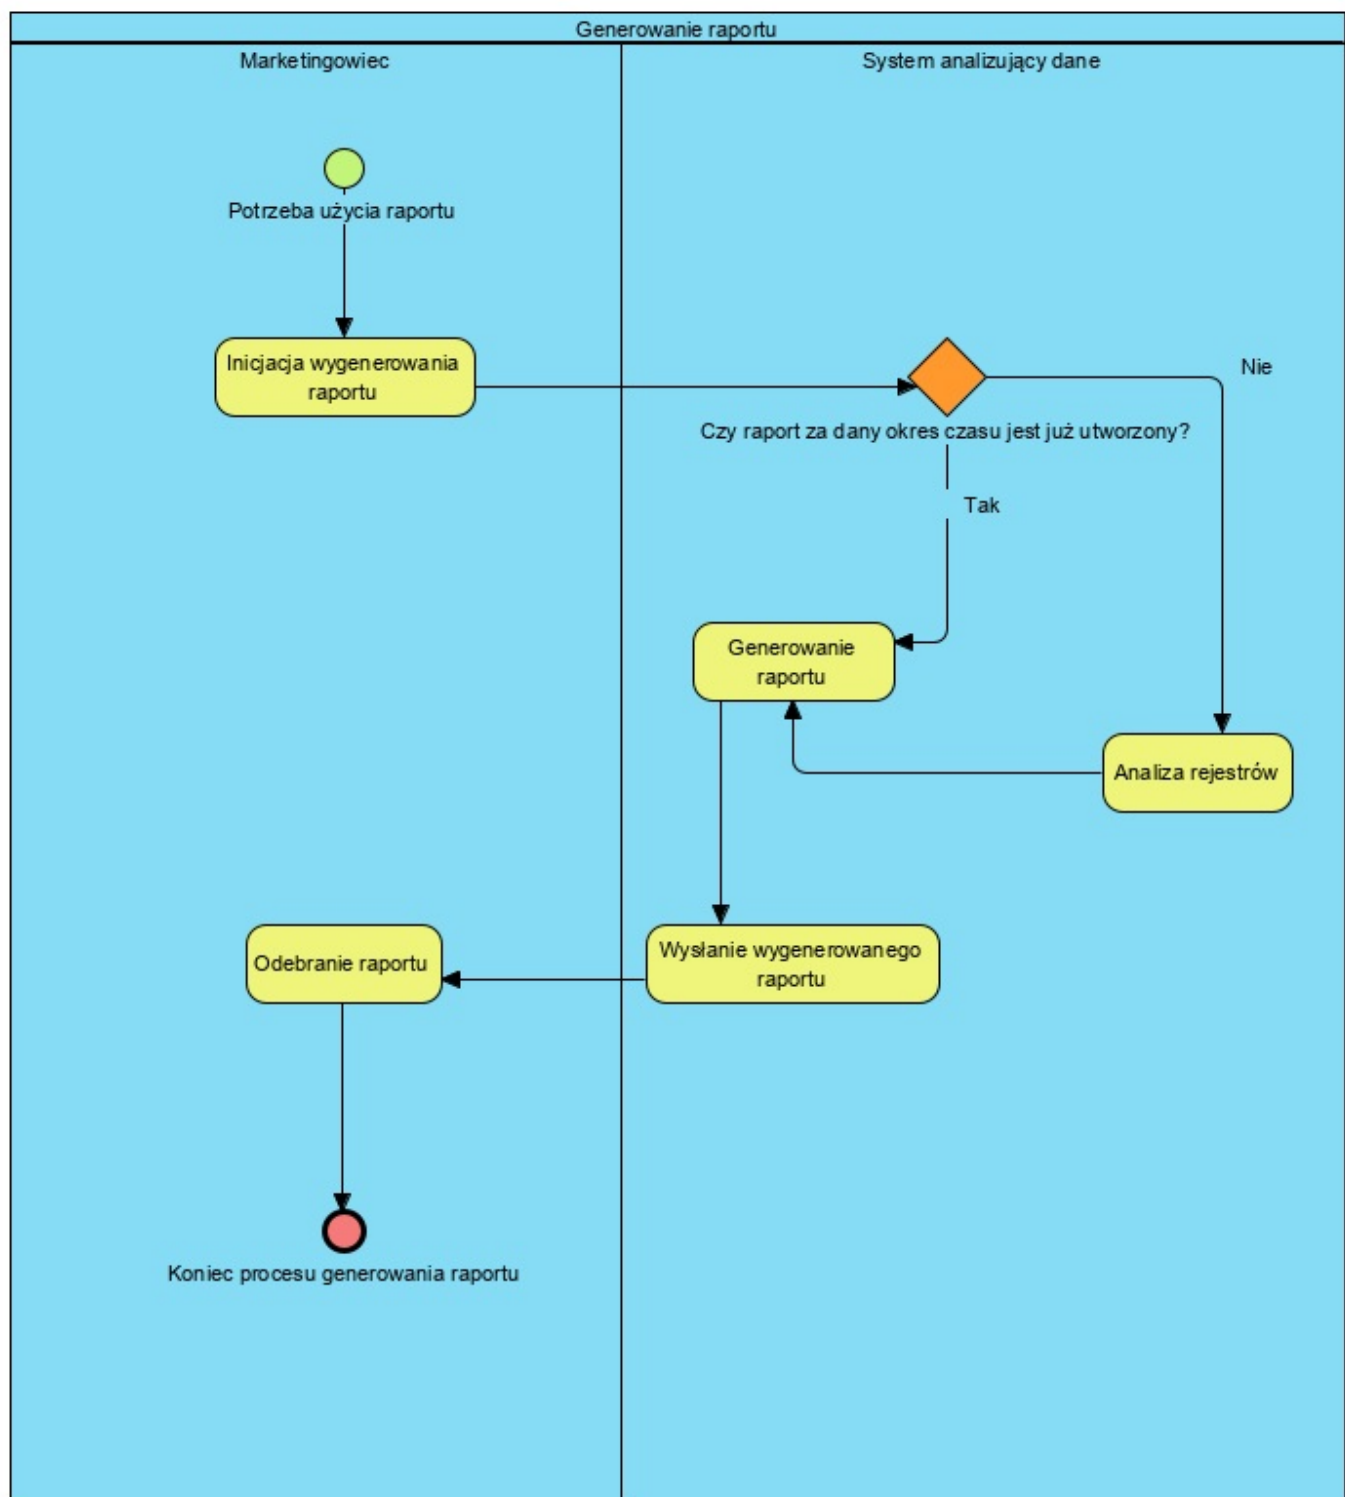 Generowanie raportu
Marketingowiec
System analizujący dane
Potrzeba użycia raportu
Inicjacja wygenerowania
raportu
Nie
Czy raport za dany okres czasu jest już utworzony?
Tak
Generowanie
raportu
Analiza rejestrów
Odebranie raportu
Wysłanie wygenerowanego
raportu
Koniec procesu generowania raportu